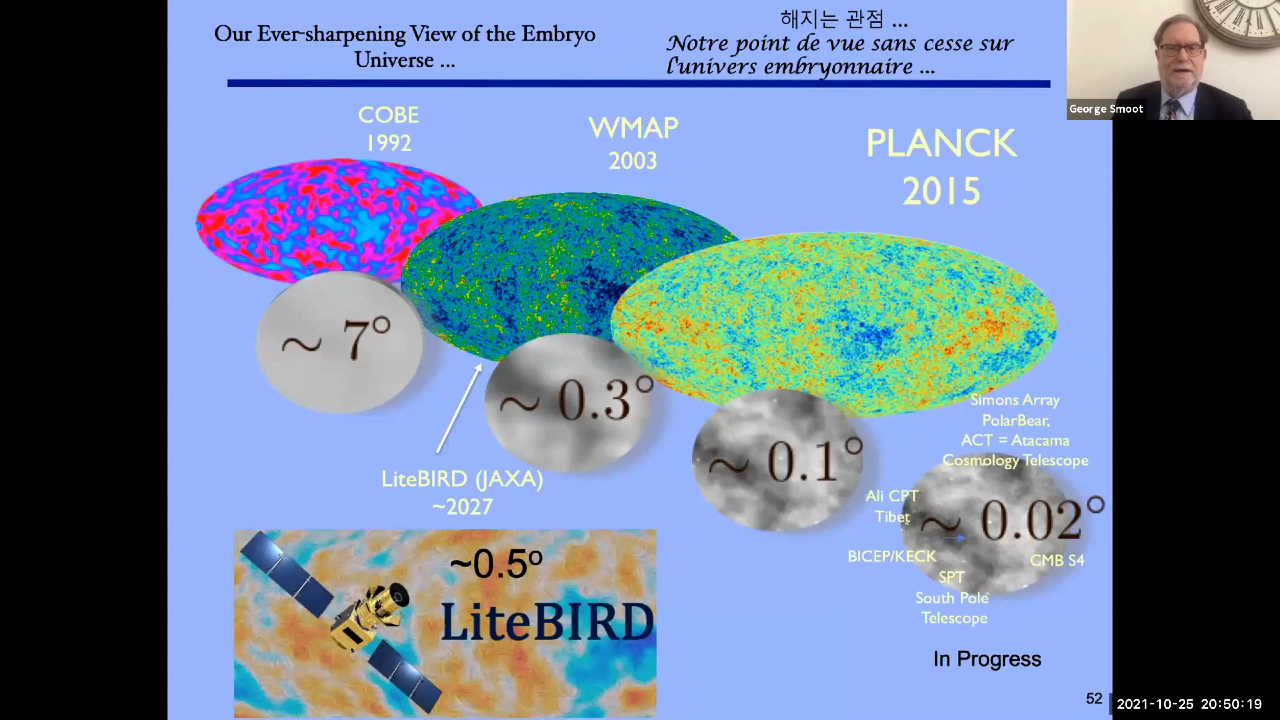 Our Ever-sharpening View of the Embryo
Universe ...
해지는 관점 ...
Notre point de vue sans cesse sur
l'univers embryonnaire ...
George Smoot
COBE
1992
WMAP
2003
PLANCK
2015
~ 7°
~ 0.3°
~ 0.1°
Simons Array
PolarBear,
ACT = Atacama
Cosmology Telescope
LiteBIRD (JAXA)
~2027
Ali CPT
Tibet
~ 0.02°
BICEP/KECK
CMB S4
SPT
South Pole
Telescope
~0.5º
LiteBIRD
In Progress
52
2021-10-25 20:50:19